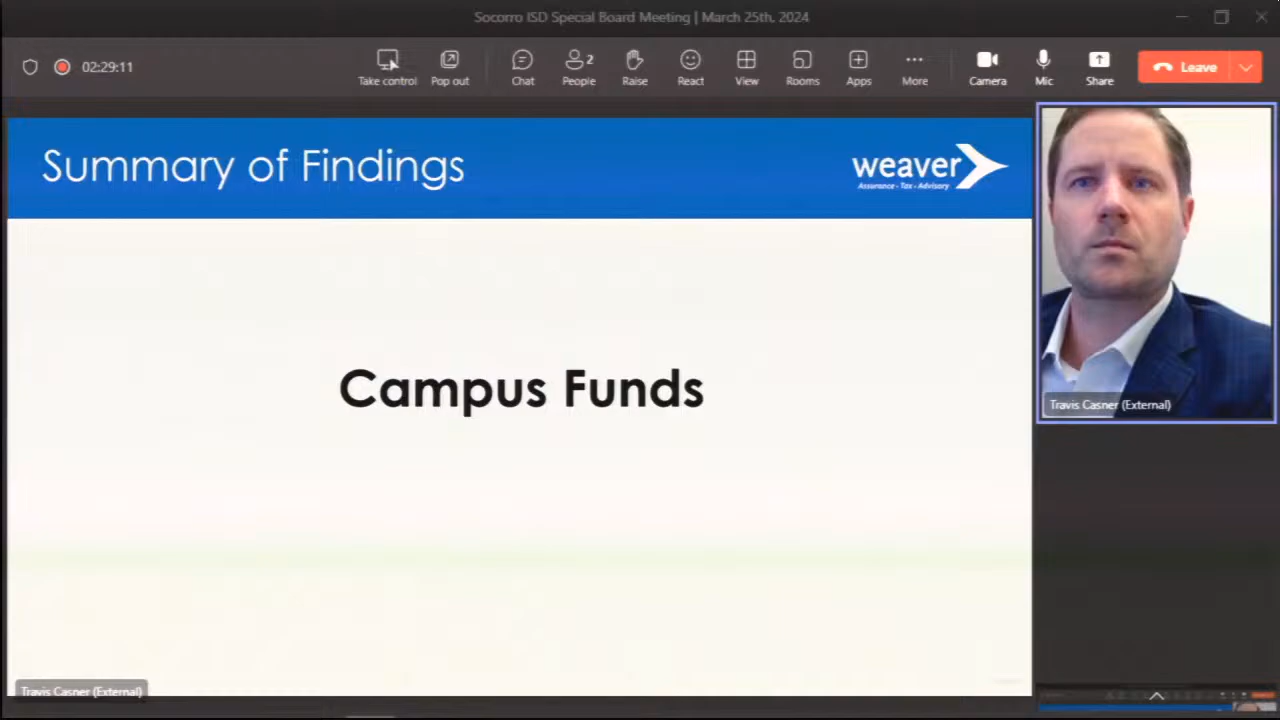 Socorro ISD Special Board Meeting | March 25th, 2024
02:29:11
Take control
Pop out
Chat
2
People
Raise
React
View
Rooms
Apps
More
Camera
Mic
Share
Leave
Summary of Findings
weaver
Assurance • Tax • Advisory
Campus Funds
Travis Casner (External)
Travis Casner (External)